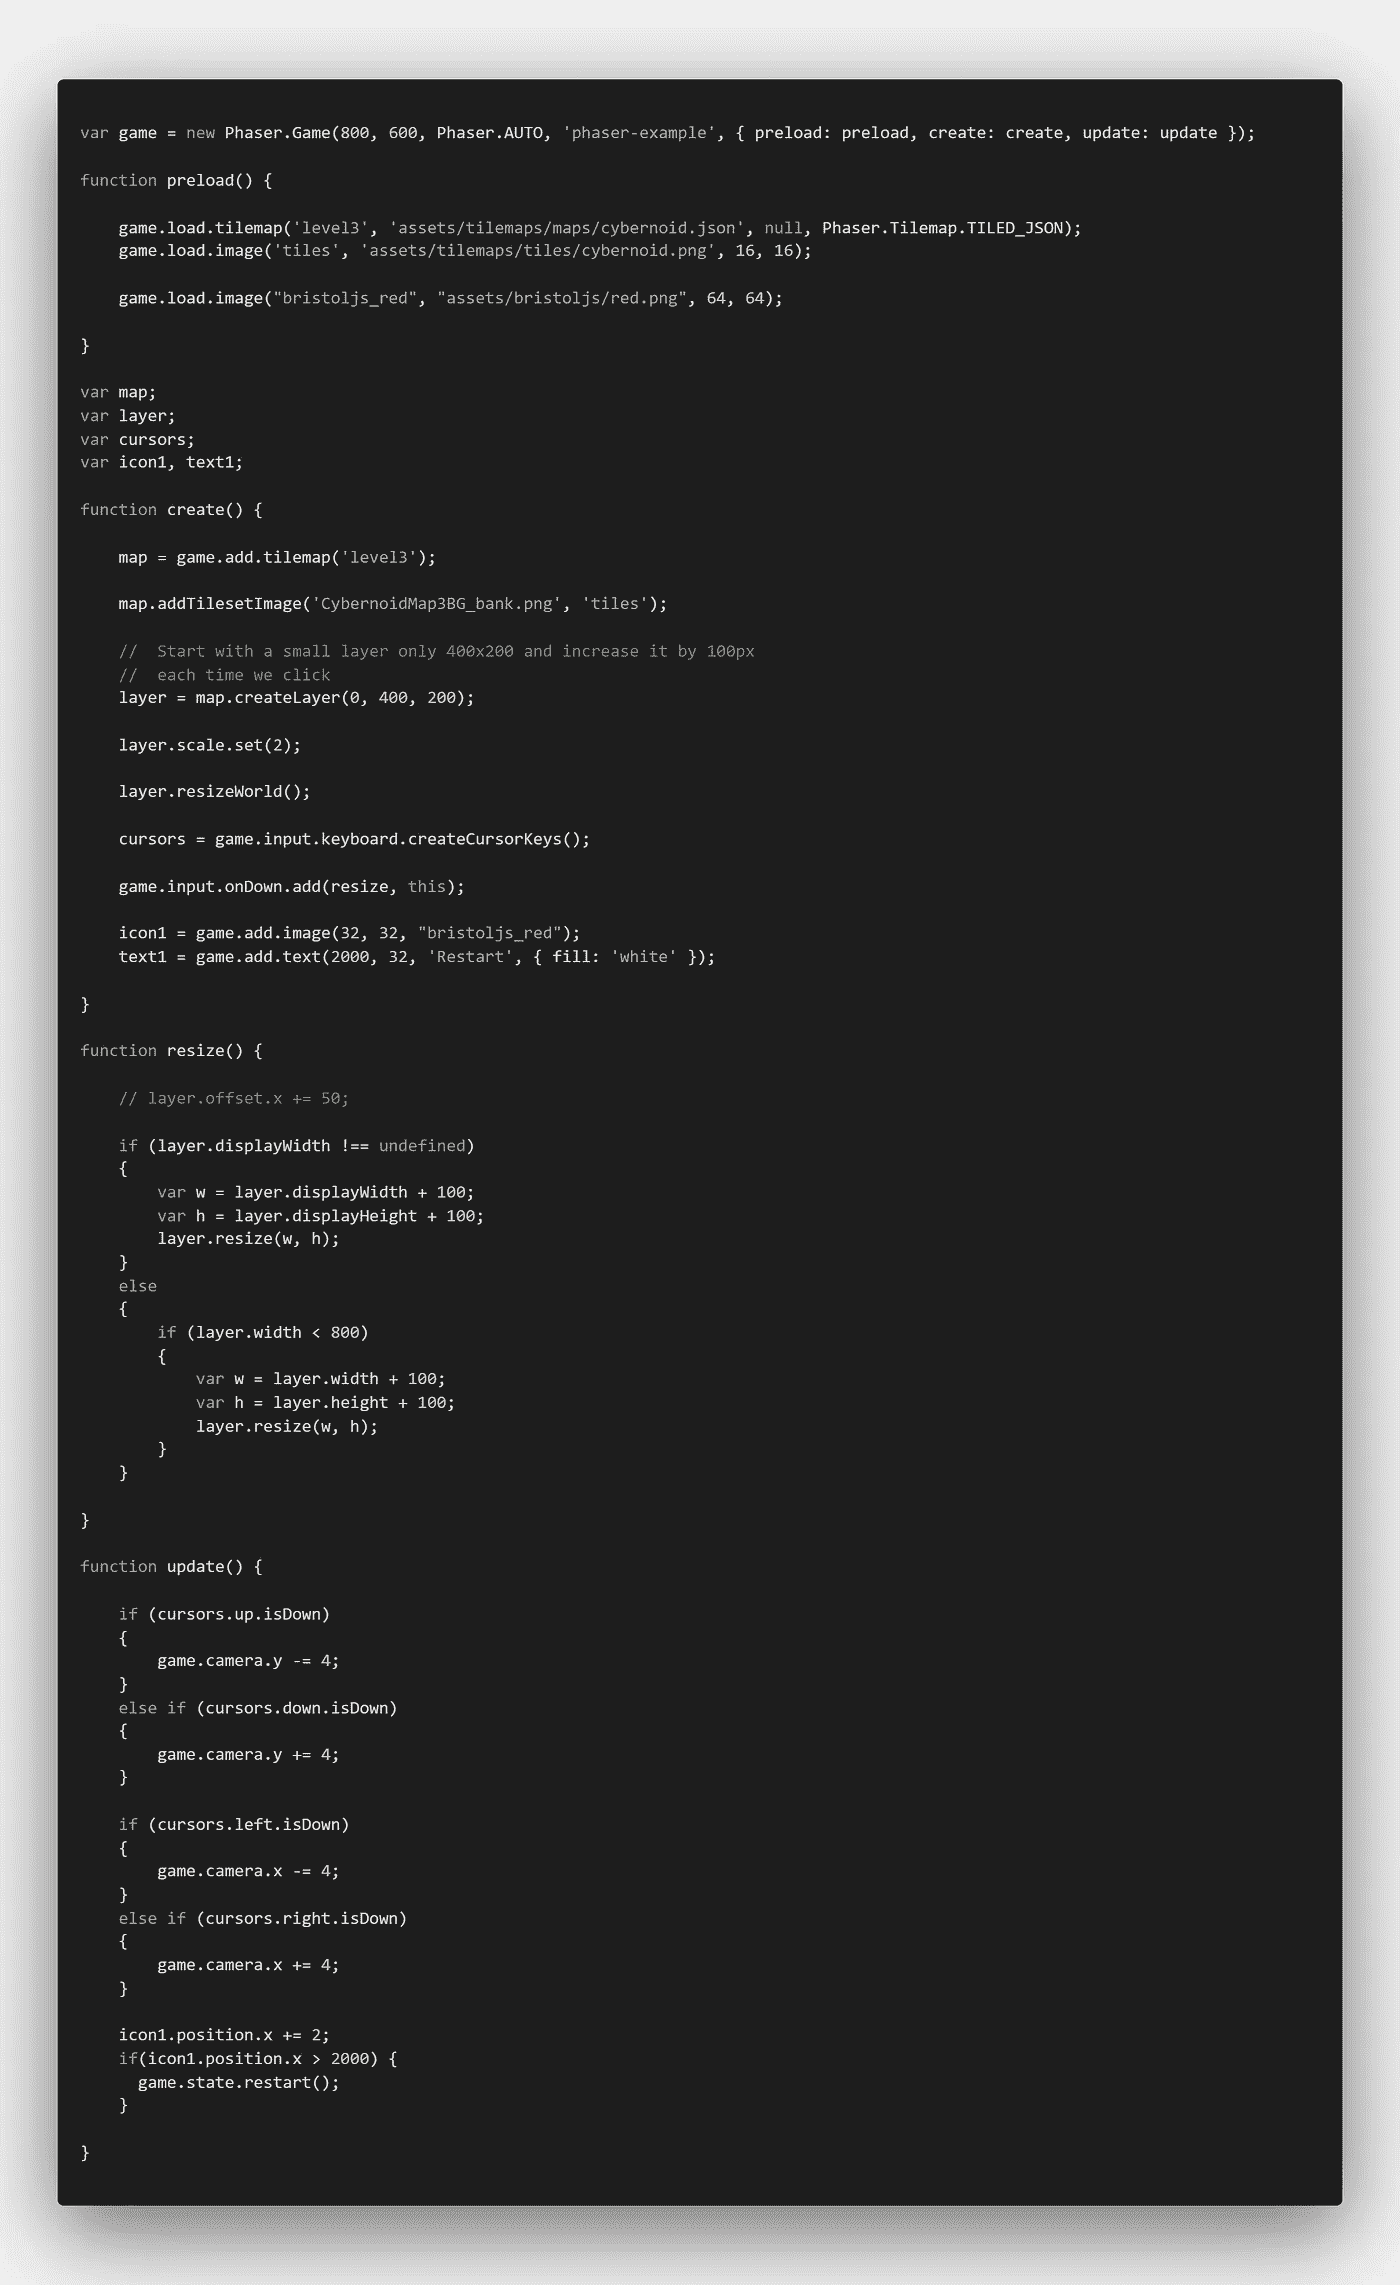 var game = new Phaser.Game(800, 600, Phaser.AUTO, 'phaser-example', { preload: preload, create: create, update: update });
function preload() {
game.load.tilemap('level3', 'assets/tilemaps/maps/cybernoid.json', null, Phaser.Tilemap.TILED_JSON);
game.load.image('tiles', 'assets/tilemaps/tiles/cybernoid.png', 16, 16);
game.load.image("bristoljs_red", "assets/bristoljs/red.png", 64, 64);
}
var map;
var layer;
var cursors;
var icon1, text1;
function create() {
map = game.add.tilemap('level3');
map.addTilesetImage('CybernoidMap3BG_bank.png', 'tiles');
//  Start with a small layer only 400x200 and increase it by 100px
//  each time we click
layer = map.createLayer(0, 400, 200);
layer.scale.set(2);
layer.resizeWorld();
cursors = game.input.keyboard.createCursorKeys();
game.input.onDown.add(resize, this);
icon1 = game.add.image(32, 32, "bristoljs_red");
text1 = game.add.text(2000, 32, 'Restart', { fill: 'white' });
}
function resize() {
// layer.offset.x += 50;
if (layer.displayWidth !== undefined)
{
var w = layer.displayWidth + 100;
var h = layer.displayHeight + 100;
layer.resize(w, h);
}
else
{
if (layer.width < 800)
{
var w = layer.width + 100;
var h = layer.height + 100;
layer.resize(w, h);
}
}
}
function update() {
if (cursors.up.isDown)
{
game.camera.y -= 4;
}
else if (cursors.down.isDown)
{
game.camera.y += 4;
}
if (cursors.left.isDown)
{
game.camera.x -= 4;
}
else if (cursors.right.isDown)
{
game.camera.x += 4;
}
icon1.position.x += 2;
if(icon1.position.x > 2000) {
game.state.restart();
}
}